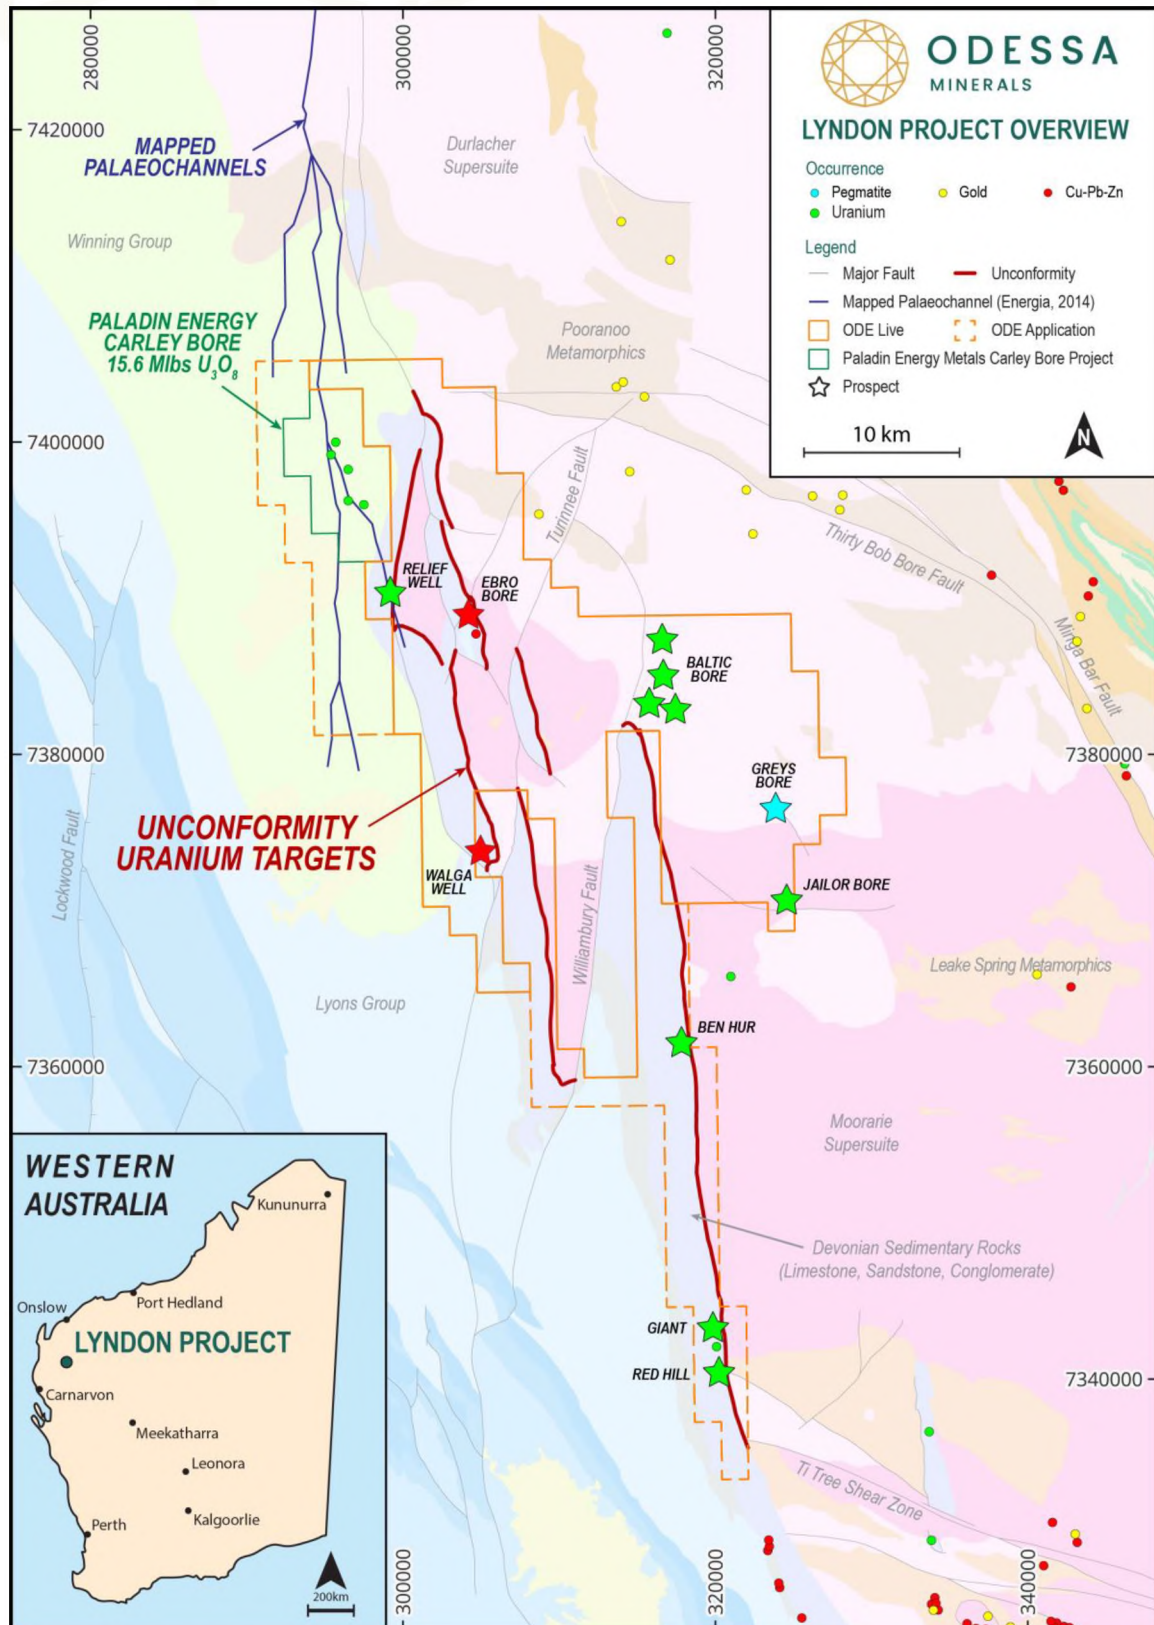 280000
300000
320000
ODESSA
MINERALS
LYNDON PROJECT OVERVIEW
Occurrence
Pegmatite
Gold
Cu-Pb-Zn
Uranium
Legend
Major Fault
Unconformity
Mapped Palaeochannel (Energia, 2014)
ODE Live
ODE Application
Paladin Energy Metals Carley Bore Project
Prospect
10 km
N
7420000
MAPPED
PALAEOCHANNELS
Durlacher
Supersuite
Winning Group
PALADIN ENERGY
CARLEY BORE
15.6 Mlbs U3O8
Pooranoo
Metamorphics
7400000
Turinnee Fault
Thirty Bob Bore Fault
Minga Bar Fault
RELIEF
WELL
EBRO
BORE
BALTIC
BORE
7380000
7380000
GREYS
BORE
UNCONFORMITY
URANIUM TARGETS
WALGA
WELL
JAILOR BORE
Lockwood Fault
Williambury Fault
Leake Spring Metamorphics
Lyons Group
BEN HUR
7360000
7360000
Moorarie
Supersuite
Devonian Sedimentary Rocks
(Limestone, Sandstone, Conglomerate)
GIANT
RED HILL
7340000
Ti Tree Shear Zone
WESTERN
AUSTRALIA
Kununurra
Port Hedland
Onslow
LYNDON PROJECT
Carnarvon
Meekatharra
Leonora
Kalgoorlie
Perth
200km
300000
320000
340000